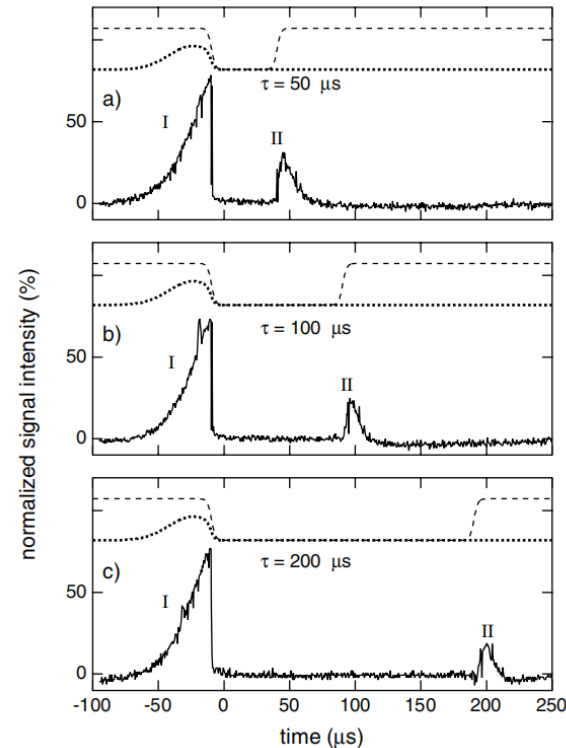 τ = 50 μs
a)
I
II
50
0
τ = 100 μs
b)
I
II
50
0
normalized signal intensity (%)
τ = 200 μs
c)
I
II
50
0
-100 -50 0 50 100 150 200 250
time (μs)